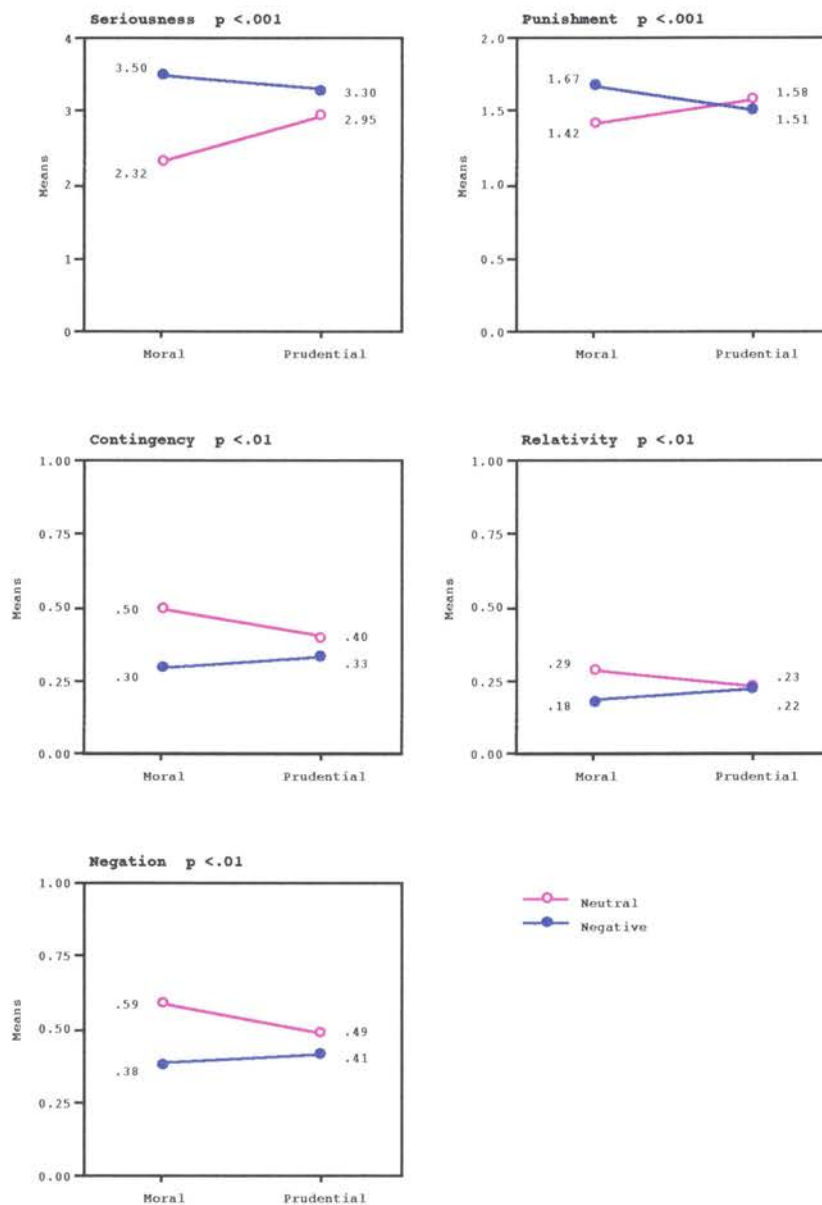 Seriousness p <.001
4
3
2
1
0
Means
3.50
3.30
2.95
2.32
Moral
Prudential
Punishment p <.001
2.0
1.5
1.0
0.5
0.0
Means
1.67
1.58
1.42
1.51
Moral
Prudential
Contingency p <.01
1.00
0.75
0.50
0.25
0.00
Means
.50
.40
.30
.33
Moral
Prudential
Relativity p <.01
1.00
0.75
0.50
0.25
0.00
Means
.29
.23
.18
.22
Moral
Prudential
Negation p <.01
1.00
0.75
0.50
0.25
0.00
Means
.59
.49
.38
.41
Moral
Prudential
Neutral
Negative